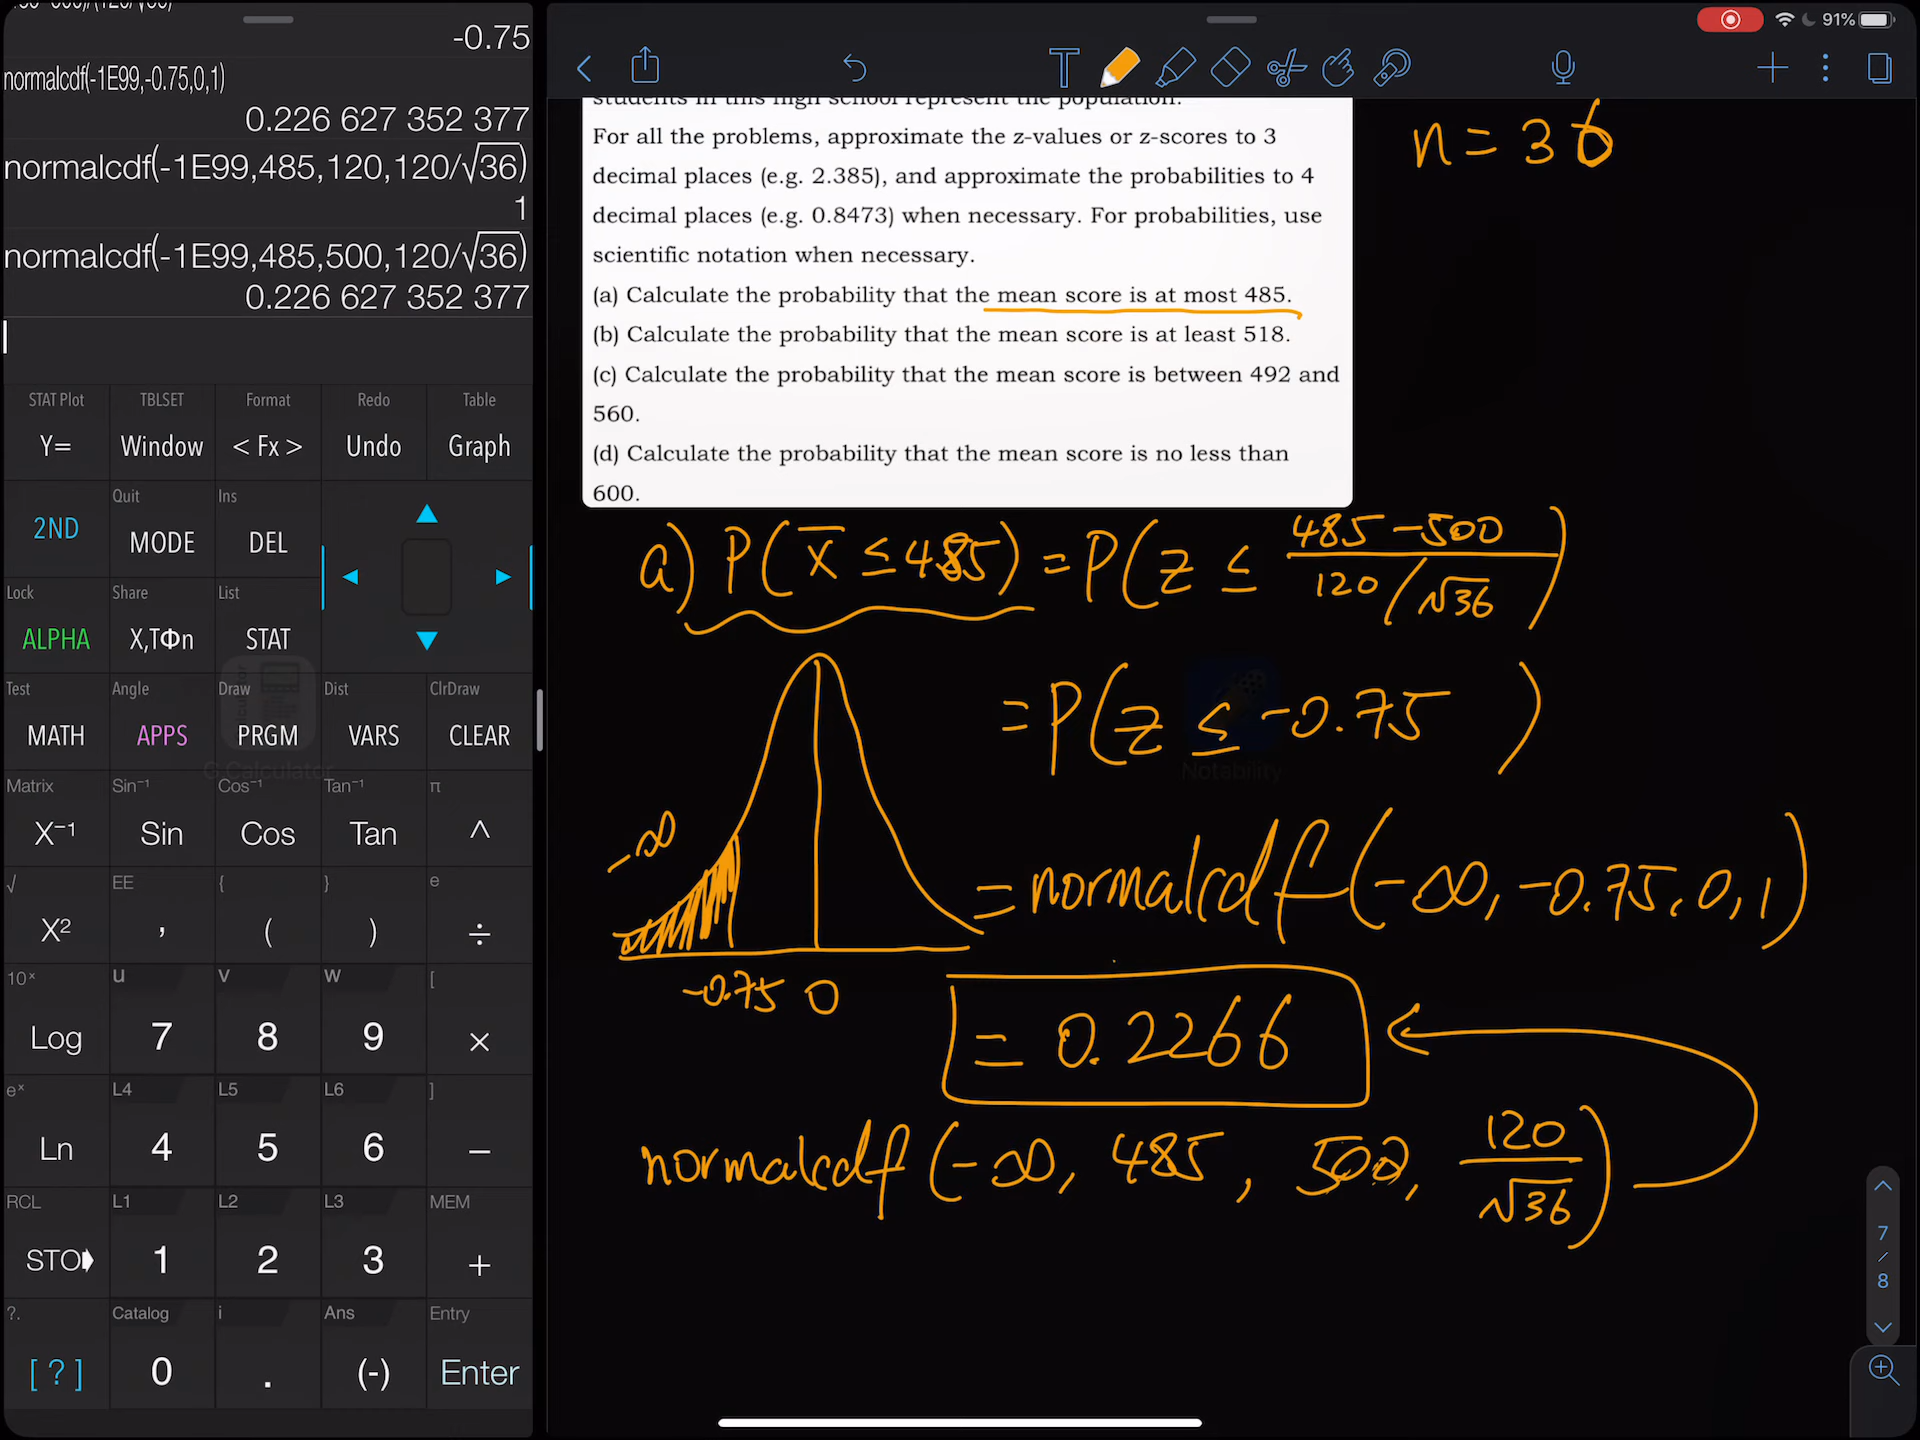 -0.75
normalcdf(-1E99,-0.75,0,1)
0.226 627 352 377
normalcdf(-1E99,485,120,120/√36)
1
normalcdf(-1E99,485,500,120/√36)
0.226 627 352 377
STAT Plot TBLSET Format Redo Table
Y= Window < Fx > Undo Graph
Quit Ins
2ND MODE DEL
Lock Share List
ALPHA X,TΦn STAT
Test Angle Draw Dist ClrDraw
MATH APPS PRGM VARS CLEAR
Matrix Sin⁻¹ Cos⁻¹ Tan⁻¹ π
X⁻¹ Sin Cos Tan ^
√ EE { } e
X² , ( ) ÷
10ˣ u v w [
Log 7 8 9 ×
eˣ L4 L5 L6 ]
Ln 4 5 6 −
RCL L1 L2 L3 MEM
STO 1 2 3 +
?. Catalog i Ans Entry
[ ? ] 0 . (-) Enter
91%
T
students in this high school represent the population.
For all the problems, approximate the z-values or z-scores to 3
decimal places (e.g. 2.385), and approximate the probabilities to 4
decimal places (e.g. 0.8473) when necessary. For probabilities, use
scientific notation when necessary.
(a) Calculate the probability that the mean score is at most 485.
(b) Calculate the probability that the mean score is at least 518.
(c) Calculate the probability that the mean score is between 492 and
560.
(d) Calculate the probability that the mean score is no less than
600.
n = 36
a) P( x̄ ≤ 485) = P( z ≤ (485-500)/(120/√36) )
= P( z ≤ -0.75 )
Notability
-∞
= normalcdf(-∞, -0.75, 0, 1)
-0.75 0
= 0.2266
normalcdf (-∞, 485, 500, 120/√36)
7
/
8